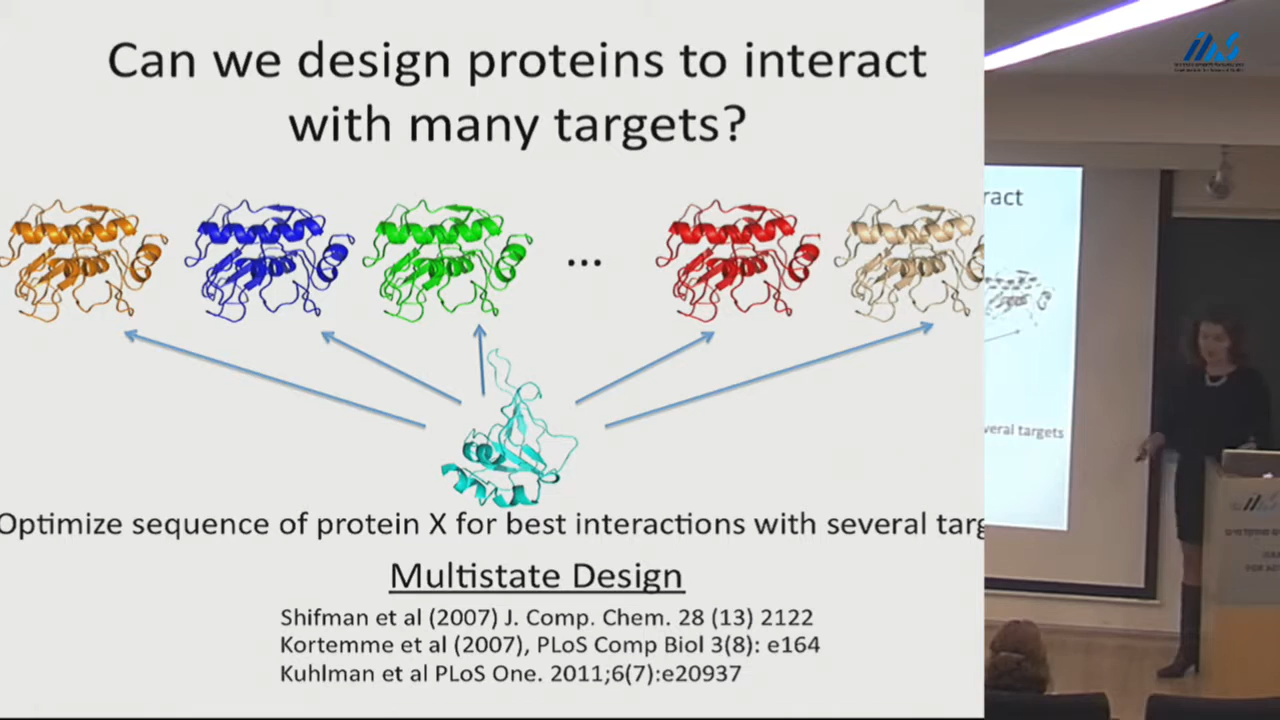 Can we design proteins to interact
with many targets?
...
Optimize sequence of protein X for best interactions with several targ
Multistate Design
Shifman et al (2007) J. Comp. Chem. 28 (13) 2122
Kortemme et al (2007), PLoS Comp Biol 3(8): e164
Kuhlman et al PLoS One. 2011;6(7):e20937
IIAS
ract
veral targets